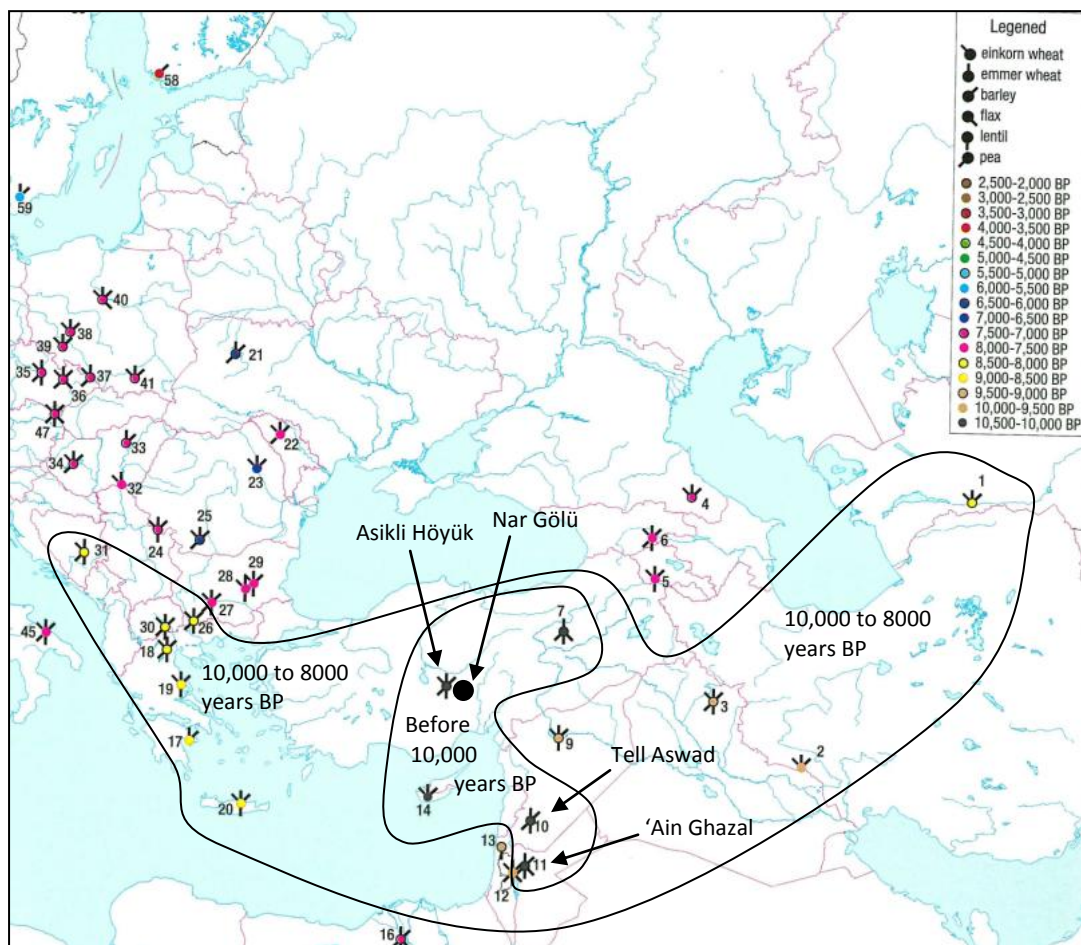 Legened
einkorn wheat
emmer wheat
barley
flax
lentil
pea
2,500-2,000 BP
3,000-2,500 BP
3,500-3,000 BP
4,000-3,500 BP
4,500-4,000 BP
5,000-4,500 BP
5,500-5,000 BP
6,000-5,500 BP
6,500-6,000 BP
7,000-6,500 BP
7,500-7,000 BP
8,000-7,500 BP
8,500-8,000 BP
9,000-8,500 BP
9,500-9,000 BP
10,000-9,500 BP
10,500-10,000 BP
58
59
40
38
39
21
35
36
37
41
47
33
22
34
23
32
1
4
25
Asikli Höyük
Nar Gölü
24
6
31
28
29
5
27
7
45
30
26
10,000 to 8000
years BP
18
10,000 to 8000
years BP
19
3
Before
10,000
years BP
17
9
Tell Aswad
2
14
20
10
'Ain Ghazal
13
11
12
16